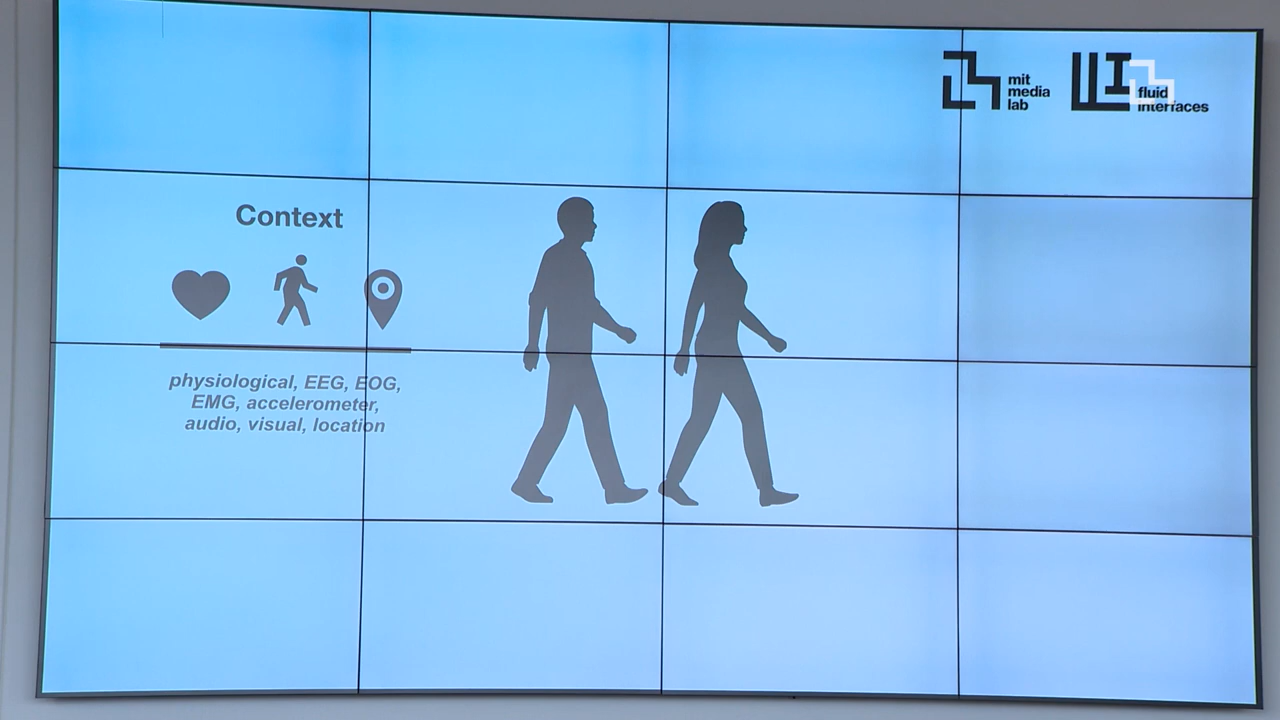 mit
media
lab
fluid
interfaces
Context
physiological, EEG, EOG,
EMG, accelerometer,
audio, visual, location